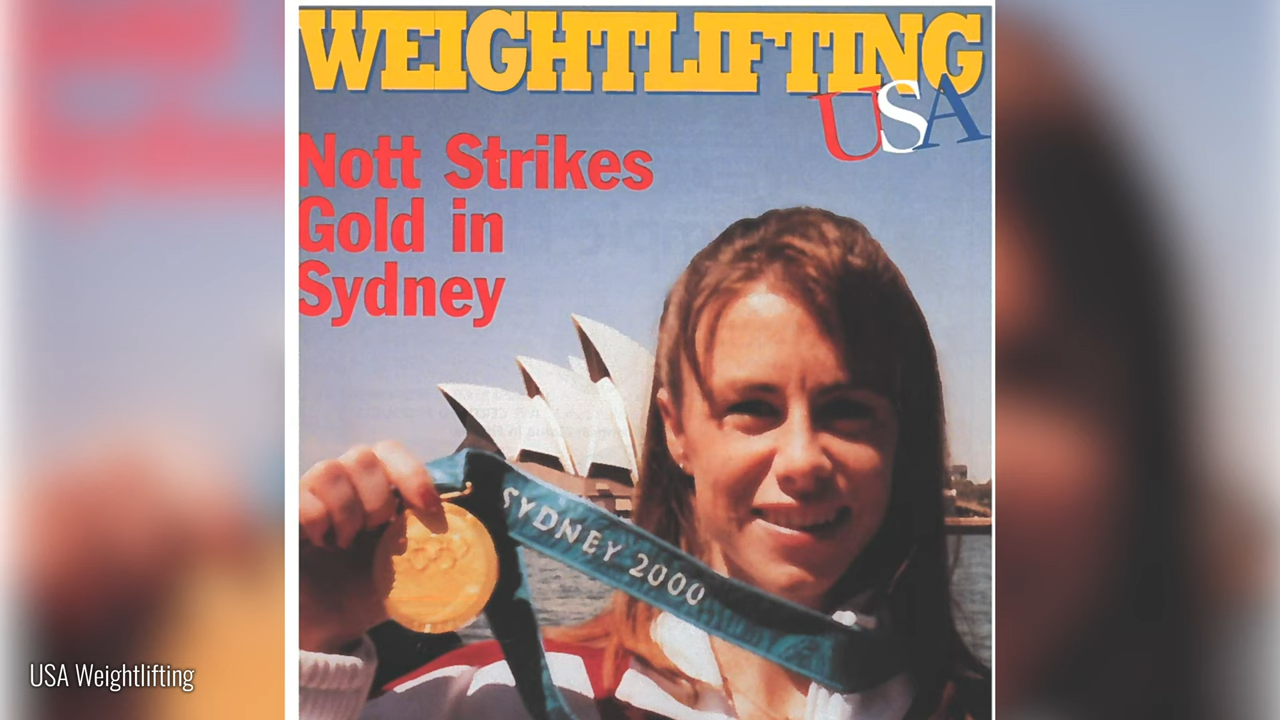 WEIGHTLIFTING
USA
Nott Strikes
Gold in
Sydney
SYDNEY 2000
USA Weightlifting